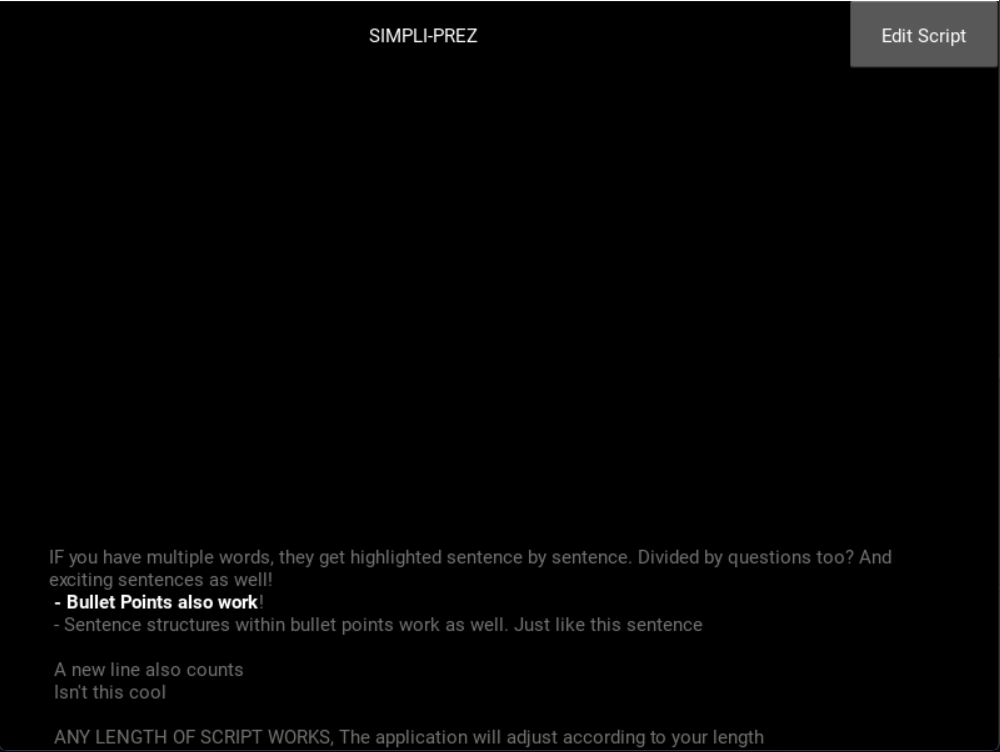 SIMPLI-PREZ
Edit Script
IF you have multiple words, they get highlighted sentence by sentence. Divided by questions too? And
exciting sentences as well!
- Bullet Points also work!
- Sentence structures within bullet points work as well. Just like this sentence
A new line also counts
Isn't this cool
ANY LENGTH OF SCRIPT WORKS, The application will adjust according to your length